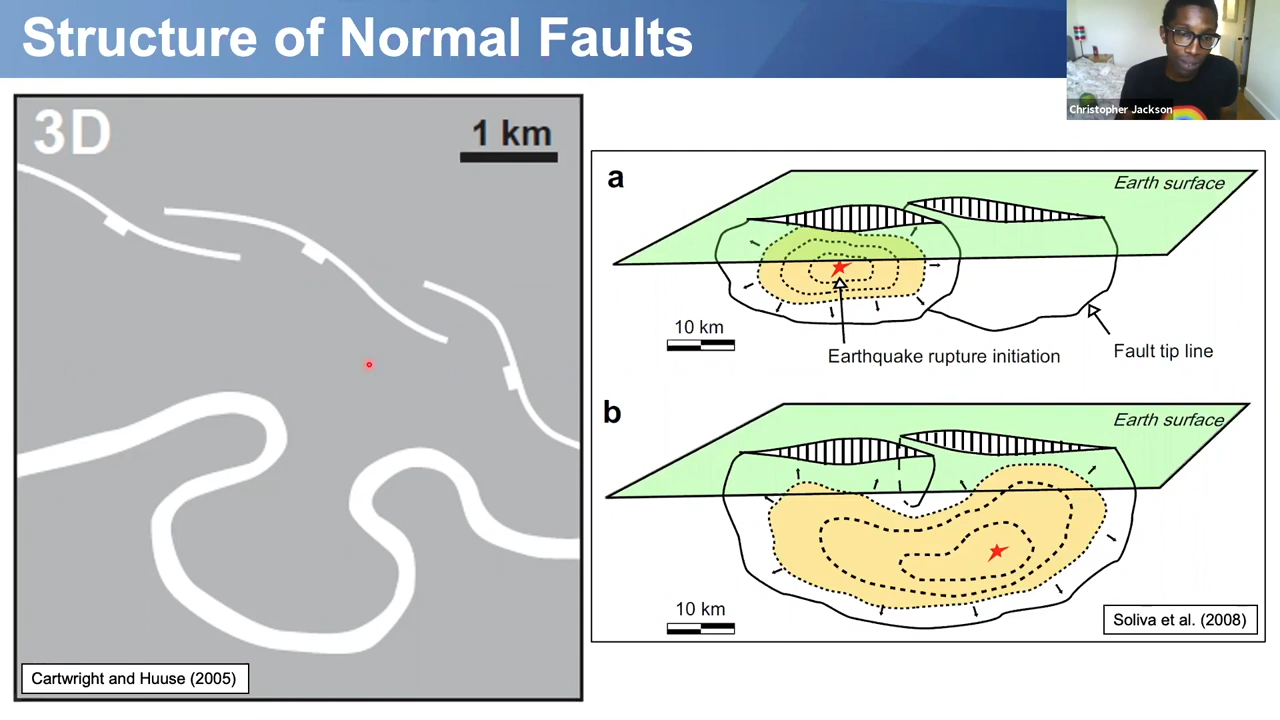 Structure of Normal Faults
Christopher Jackson
3D
1 km
Cartwright and Huuse (2005)
a
Earth surface
10 km
Earthquake rupture initiation
Fault tip line
b
Earth surface
10 km
Soliva et al. (2008)